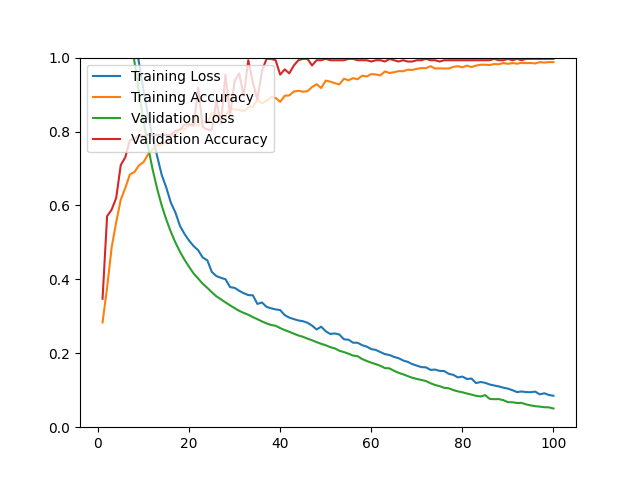 Training Loss
Training Accuracy
Validation Loss
Validation Accuracy
1.0
0.8
0.6
0.4
0.2
0.0
0 20 40 60 80 100